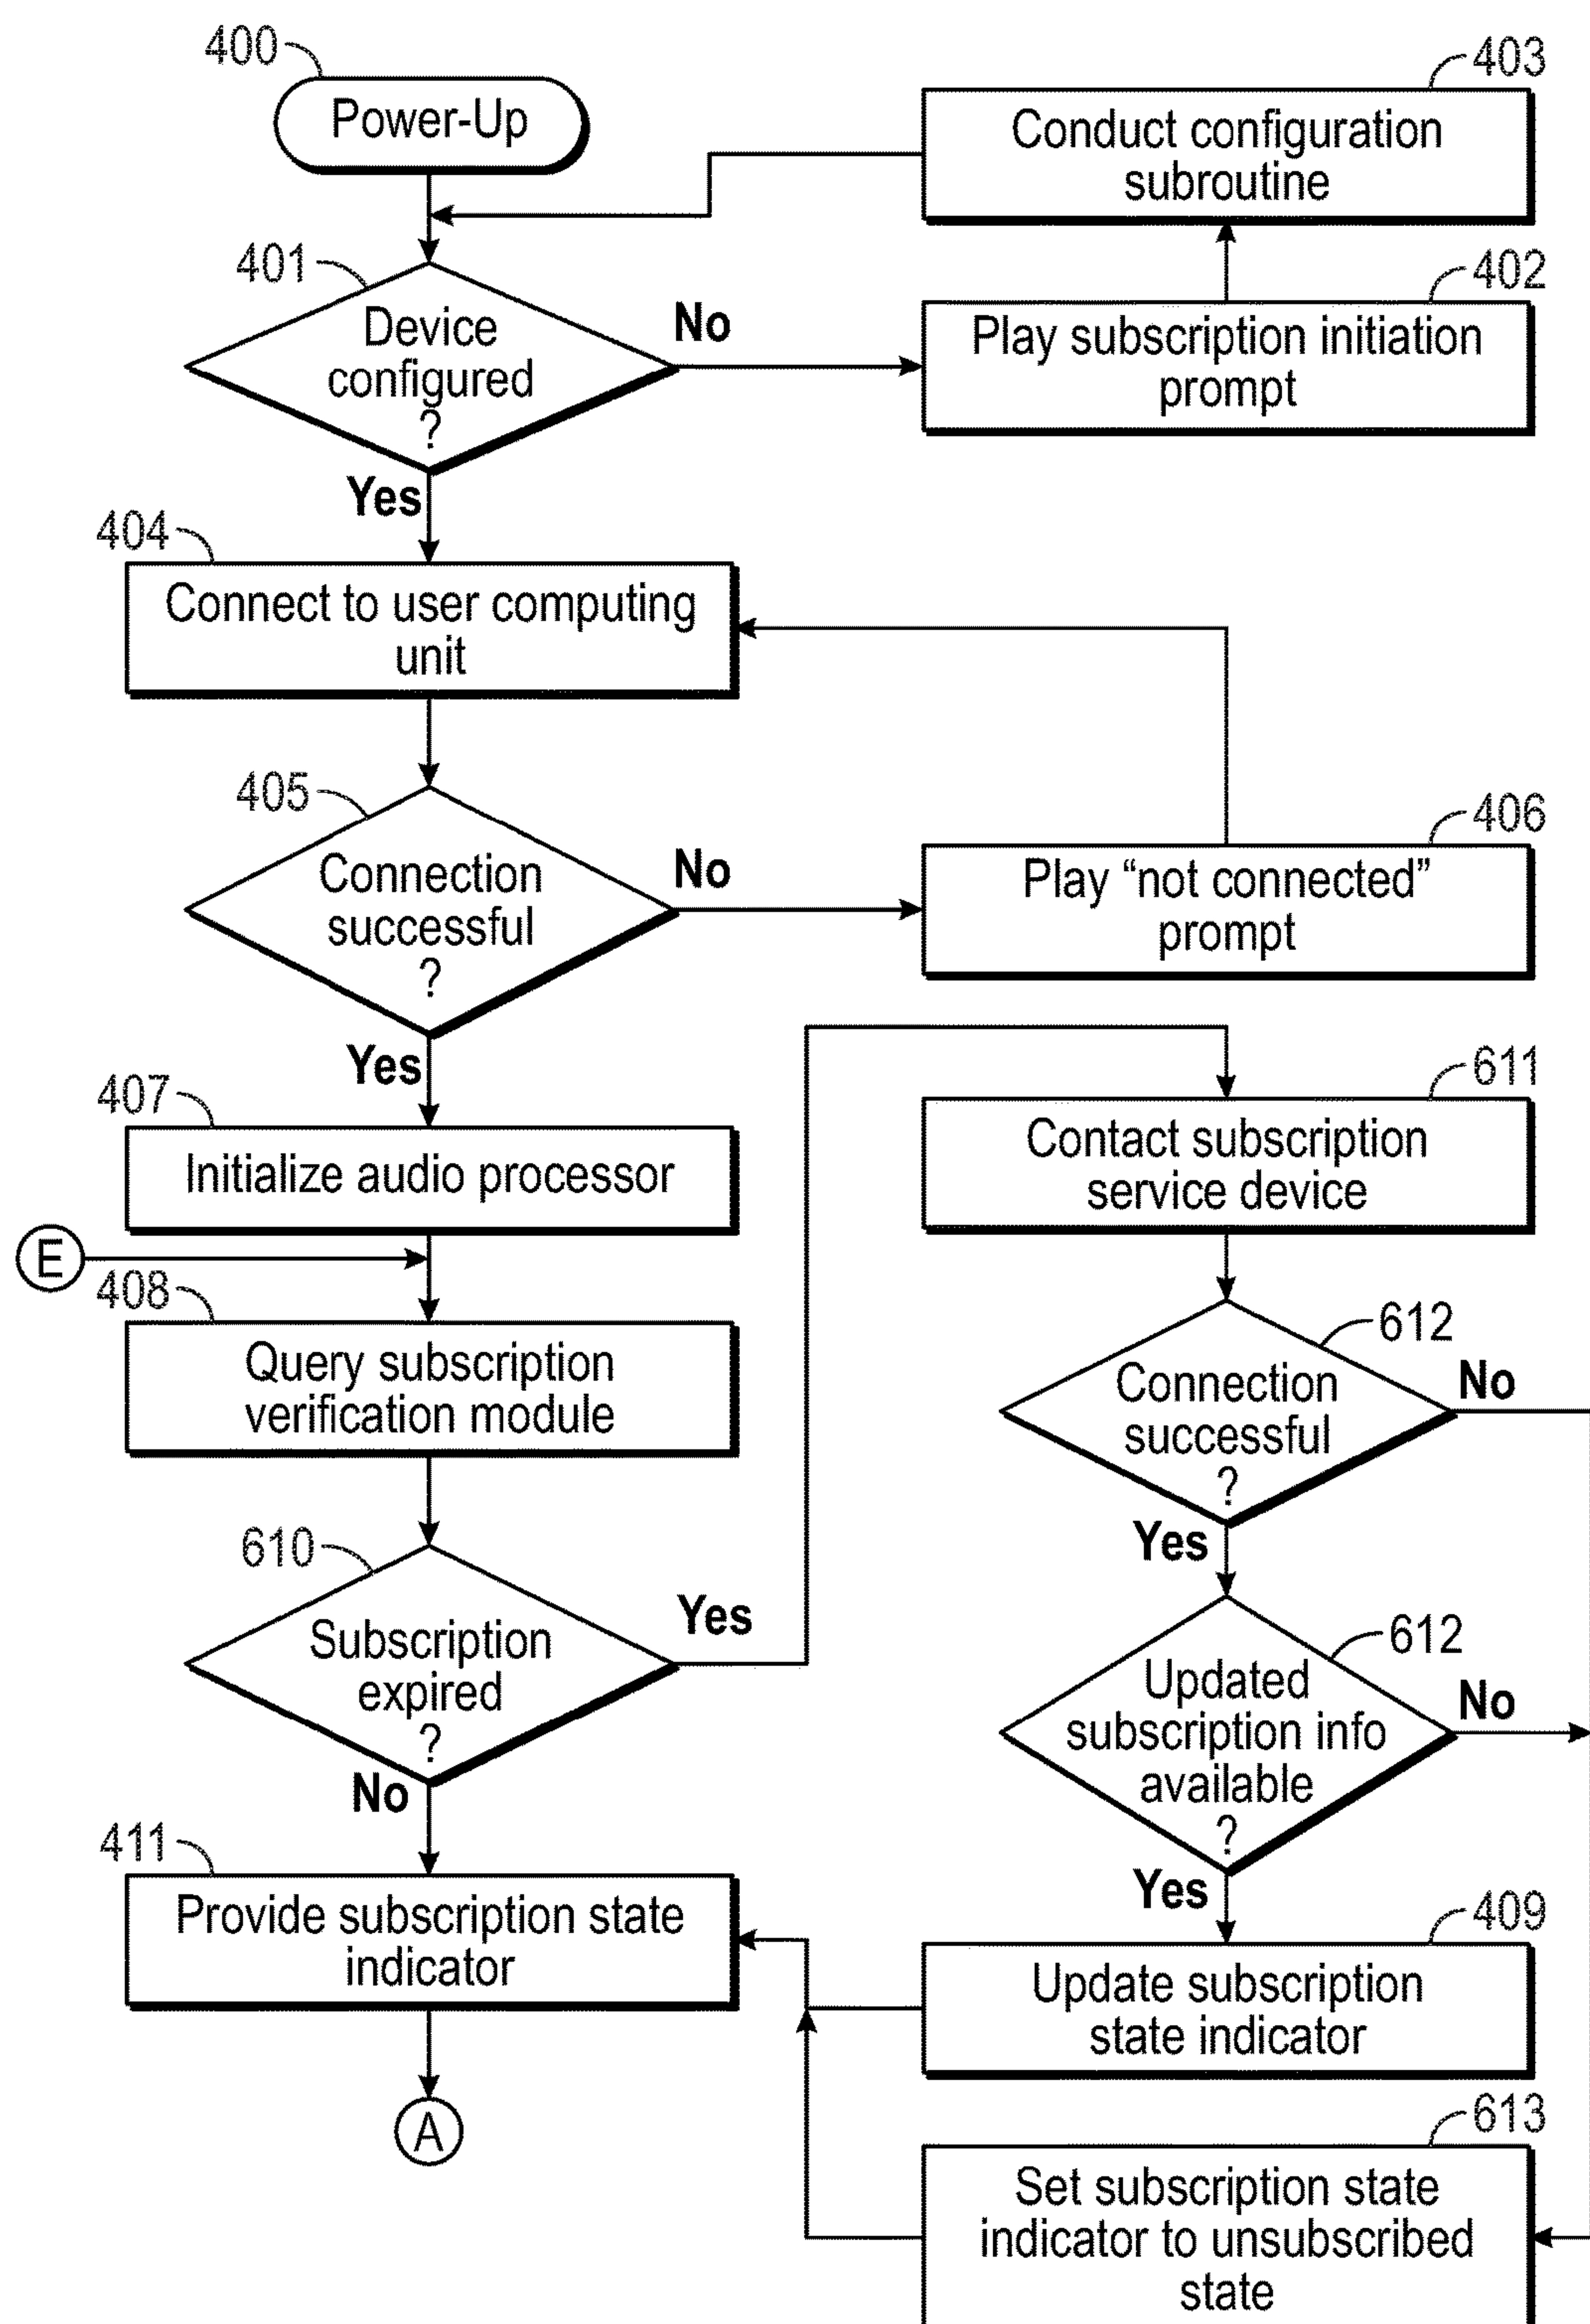 400
Power-Up
403
Conduct configuration
subroutine
401
Device
configured
?
No
Yes
402
Play subscription initiation
prompt
404
Connect to user computing
unit
405
Connection
successful
?
No
Yes
406
Play “not connected”
prompt
407
Initialize audio processor
E
408
Query subscription
verification module
610
Subscription
expired
?
Yes
No
611
Contact subscription
service device
612
Connection
successful
?
No
Yes
612
Updated
subscription info
available
?
No
Yes
411
Provide subscription state
indicator
A
409
Update subscription
state indicator
613
Set subscription state
indicator to unsubscribed
state